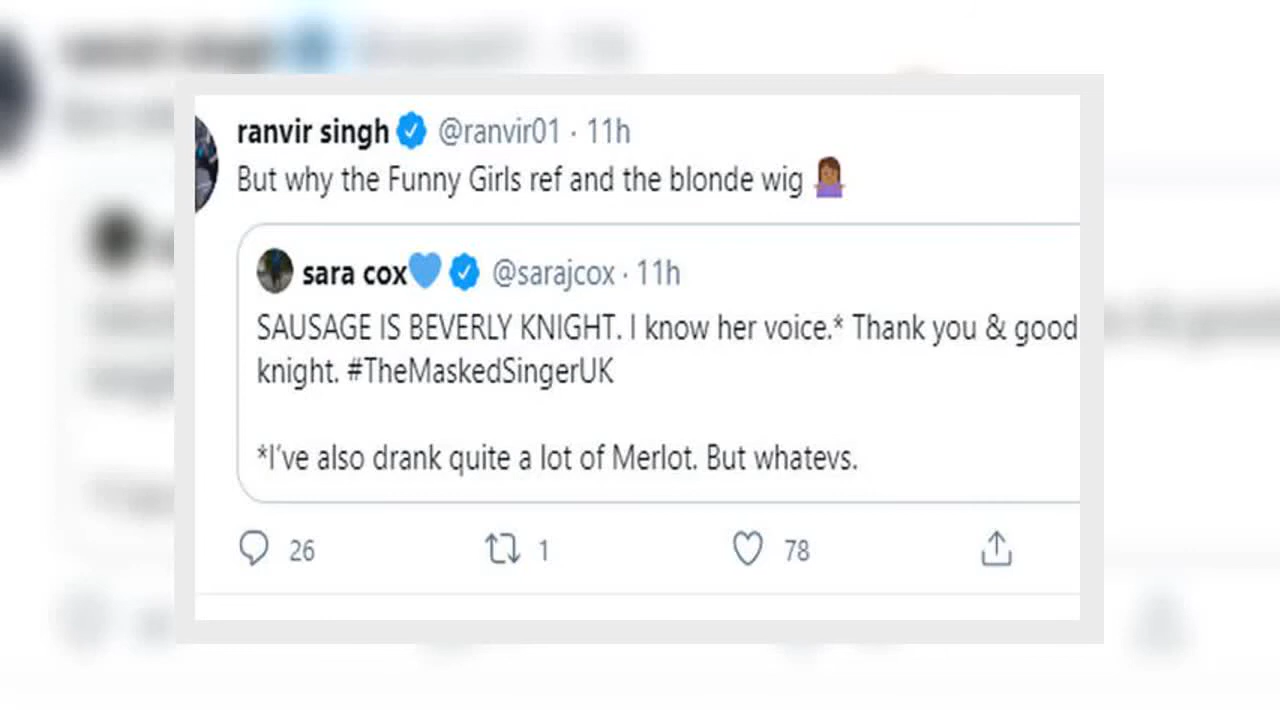 ranvir singh @ranvir01 · 11h
But why the Funny Girls ref and the blonde wig 🤷🏾‍♀️
sara cox💙 @sarajcox · 11h
SAUSAGE IS BEVERLY KNIGHT. I know her voice.* Thank you & good
knight. #TheMaskedSingerUK
*I've also drank quite a lot of Merlot. But whatevs.
26 1 78